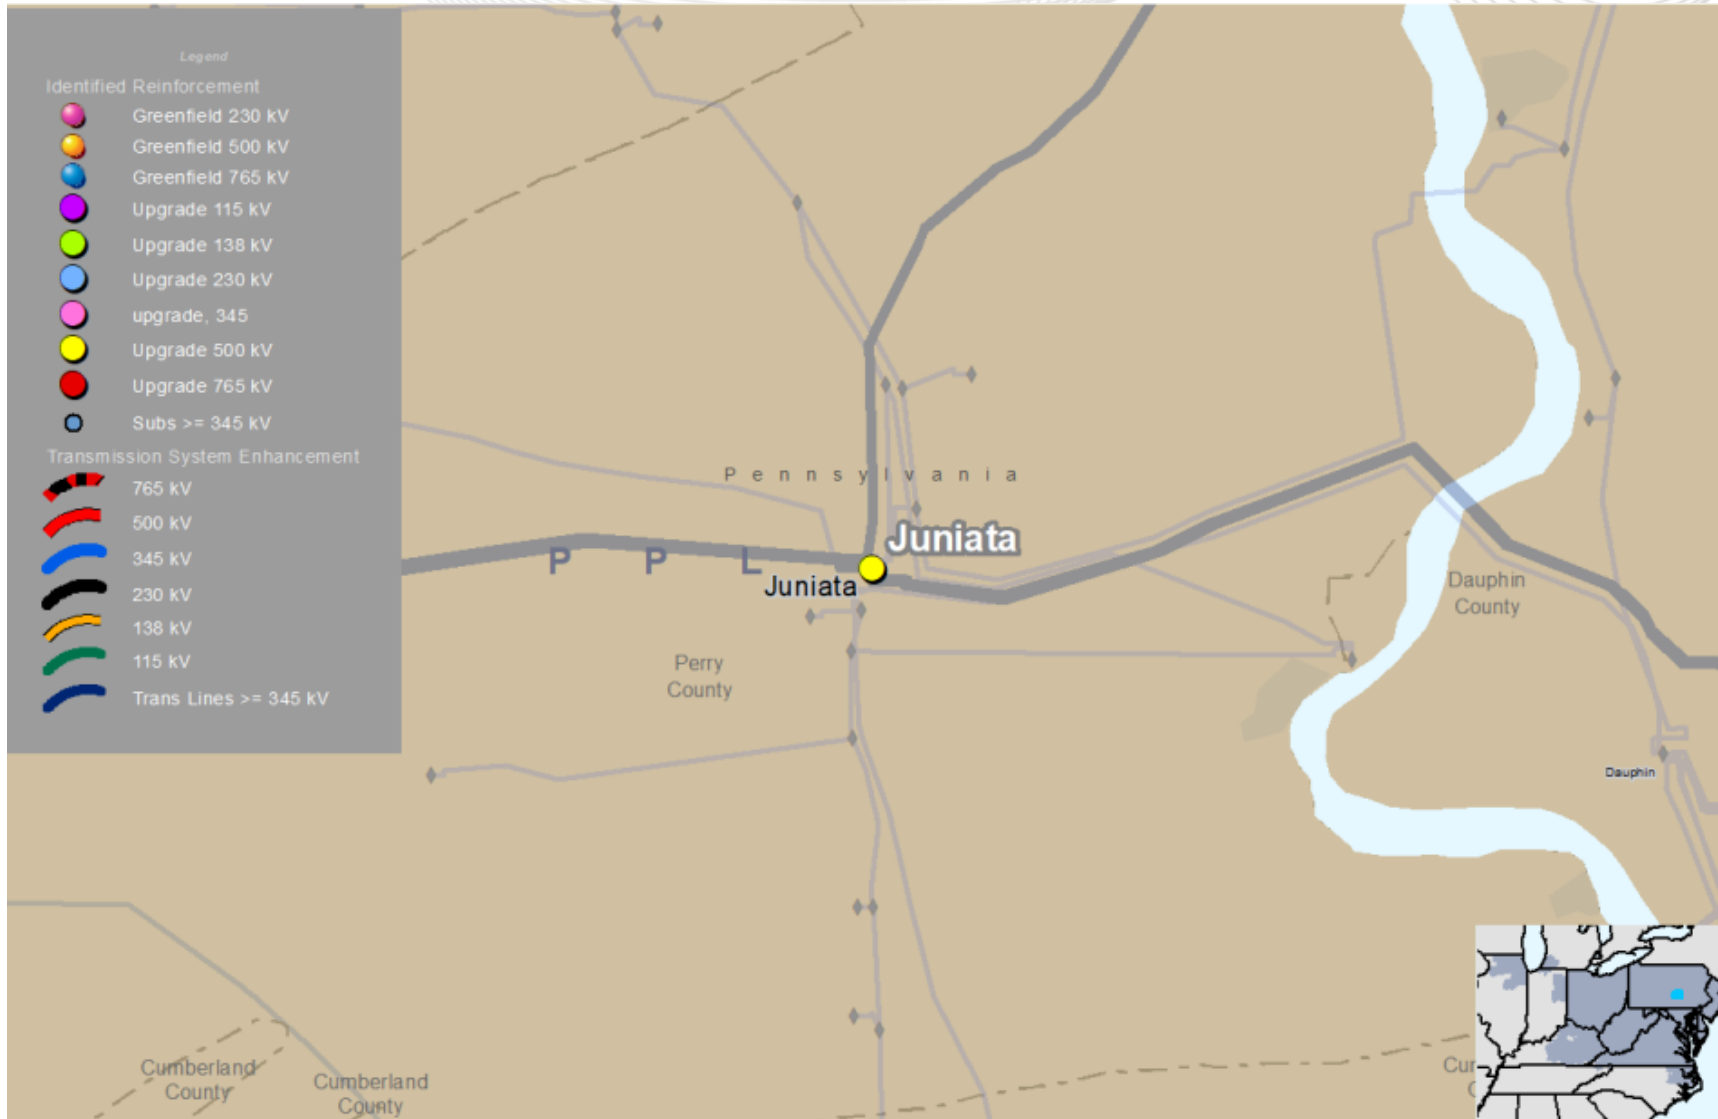 Legend
Identified Reinforcement
Greenfield 230 kV
Greenfield 500 kV
Greenfield 765 kV
Upgrade 115 kV
Upgrade 138 kV
Upgrade 230 kV
upgrade, 345
Upgrade 500 kV
Upgrade 765 kV
Subs >= 345 kV
Transmission System Enhancement
765 kV
500 kV
345 kV
230 kV
138 kV
115 kV
Trans Lines >= 345 kV
Pennsylvania
Juniata
PPL
Juniata
Dauphin
County
Perry
County
Dauphin
Cumberland
County
Cumberland
County